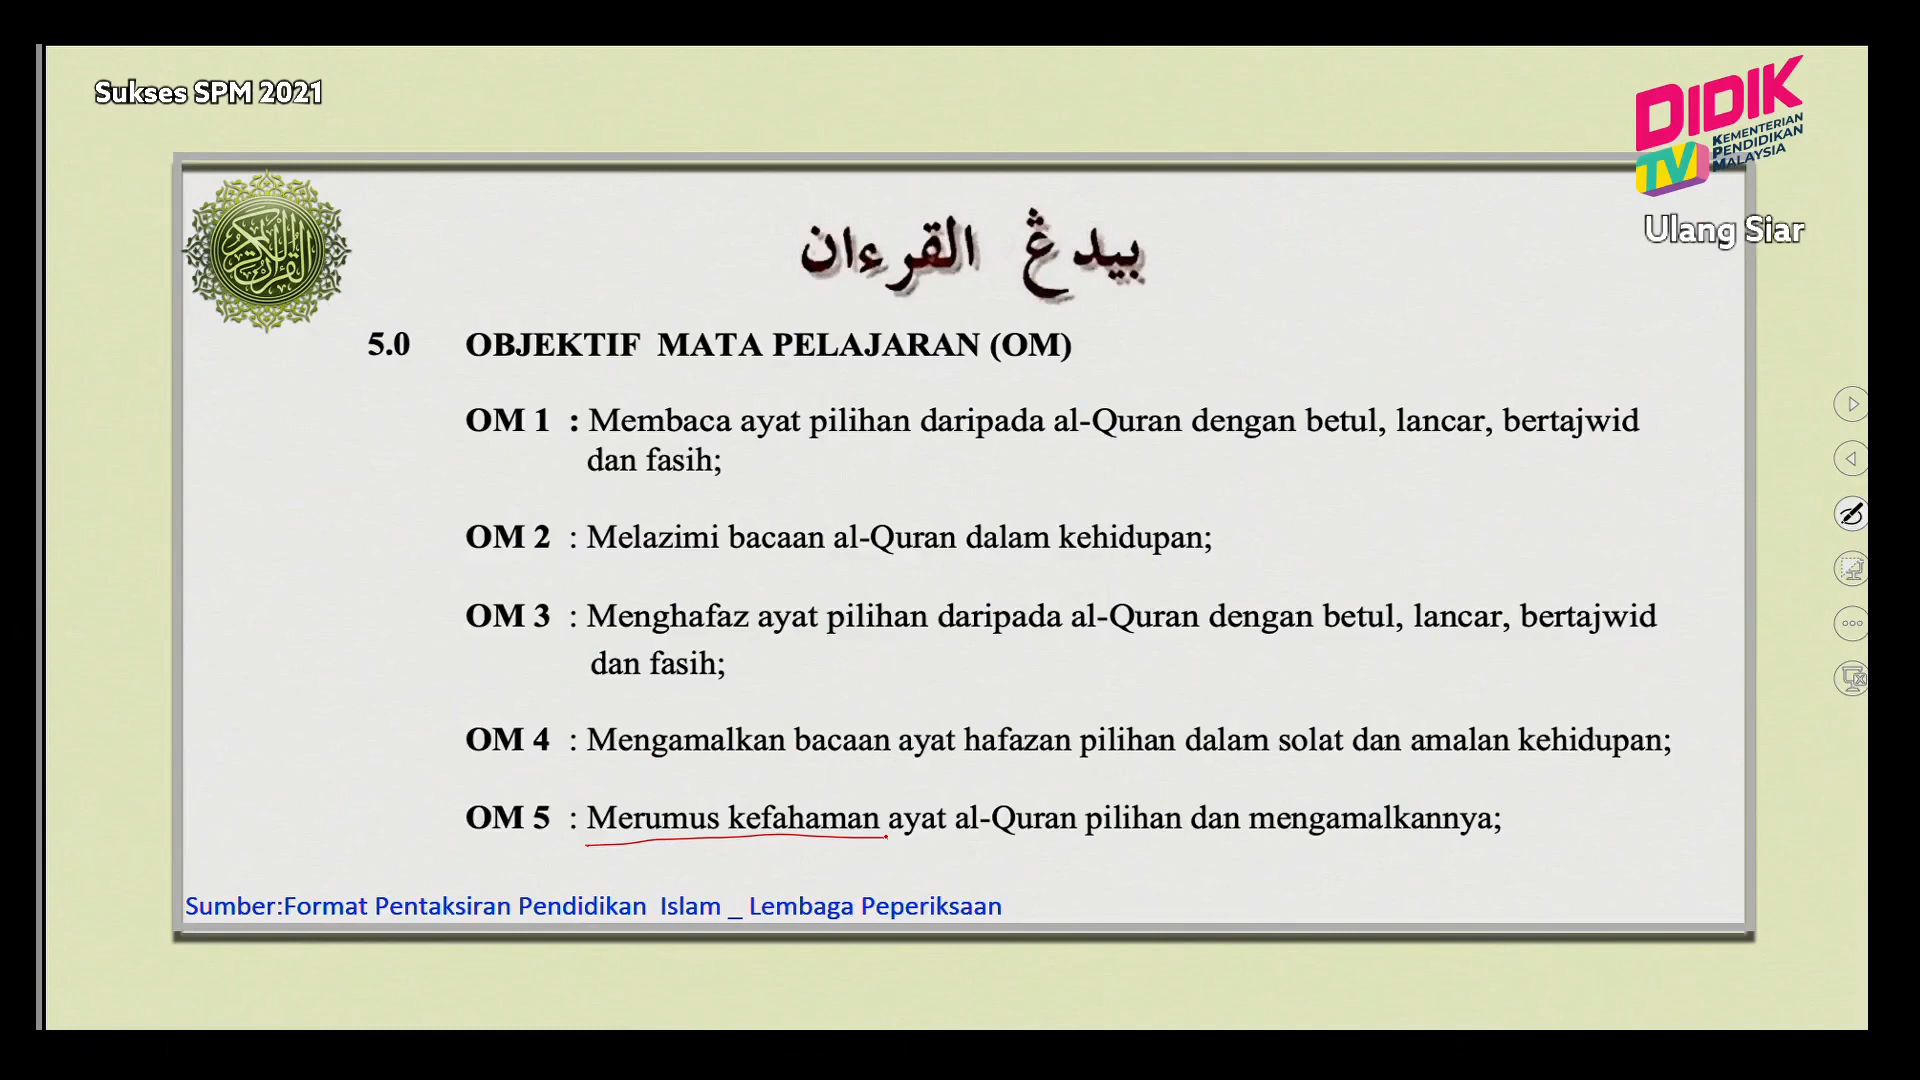 Sukses SPM 2021
DIDIK
TV
KEMENTERIAN
PENDIDIKAN
MALAYSIA
Ulang Siar
القرآن الكريم
بيدڠ القرءان
5.0 OBJEKTIF MATA PELAJARAN (OM)
OM 1 : Membaca ayat pilihan daripada al-Quran dengan betul, lancar, bertajwid
dan fasih;
OM 2 : Melazimi bacaan al-Quran dalam kehidupan;
OM 3 : Menghafaz ayat pilihan daripada al-Quran dengan betul, lancar, bertajwid
dan fasih;
OM 4 : Mengamalkan bacaan ayat hafazan pilihan dalam solat dan amalan kehidupan;
OM 5 : Merumus kefahaman ayat al-Quran pilihan dan mengamalkannya;
Sumber:Format Pentaksiran Pendidikan Islam _ Lembaga Peperiksaan